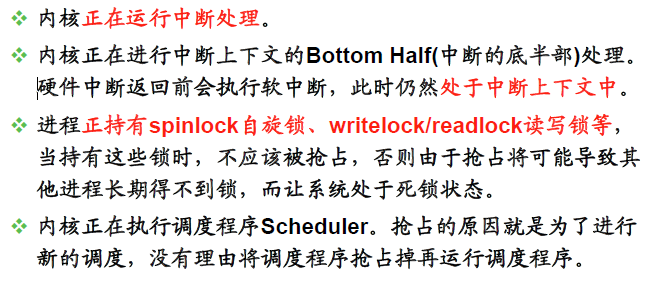 内核正在运行中断处理。
内核正在进行中断上下文的Bottom Half(中断的底半部)处理。
硬件中断返回前会执行软中断，此时仍然处于中断上下文中。
进程正持有spinlock自旋锁、writelock/readlock读写锁等，
当持有这些锁时，不应该被抢占，否则由于抢占将可能导致其
他进程长期得不到锁，而让系统处于死锁状态。
内核正在执行调度程序Scheduler。抢占的原因就是为了进行
新的调度，没有理由将调度程序抢占掉再运行调度程序。